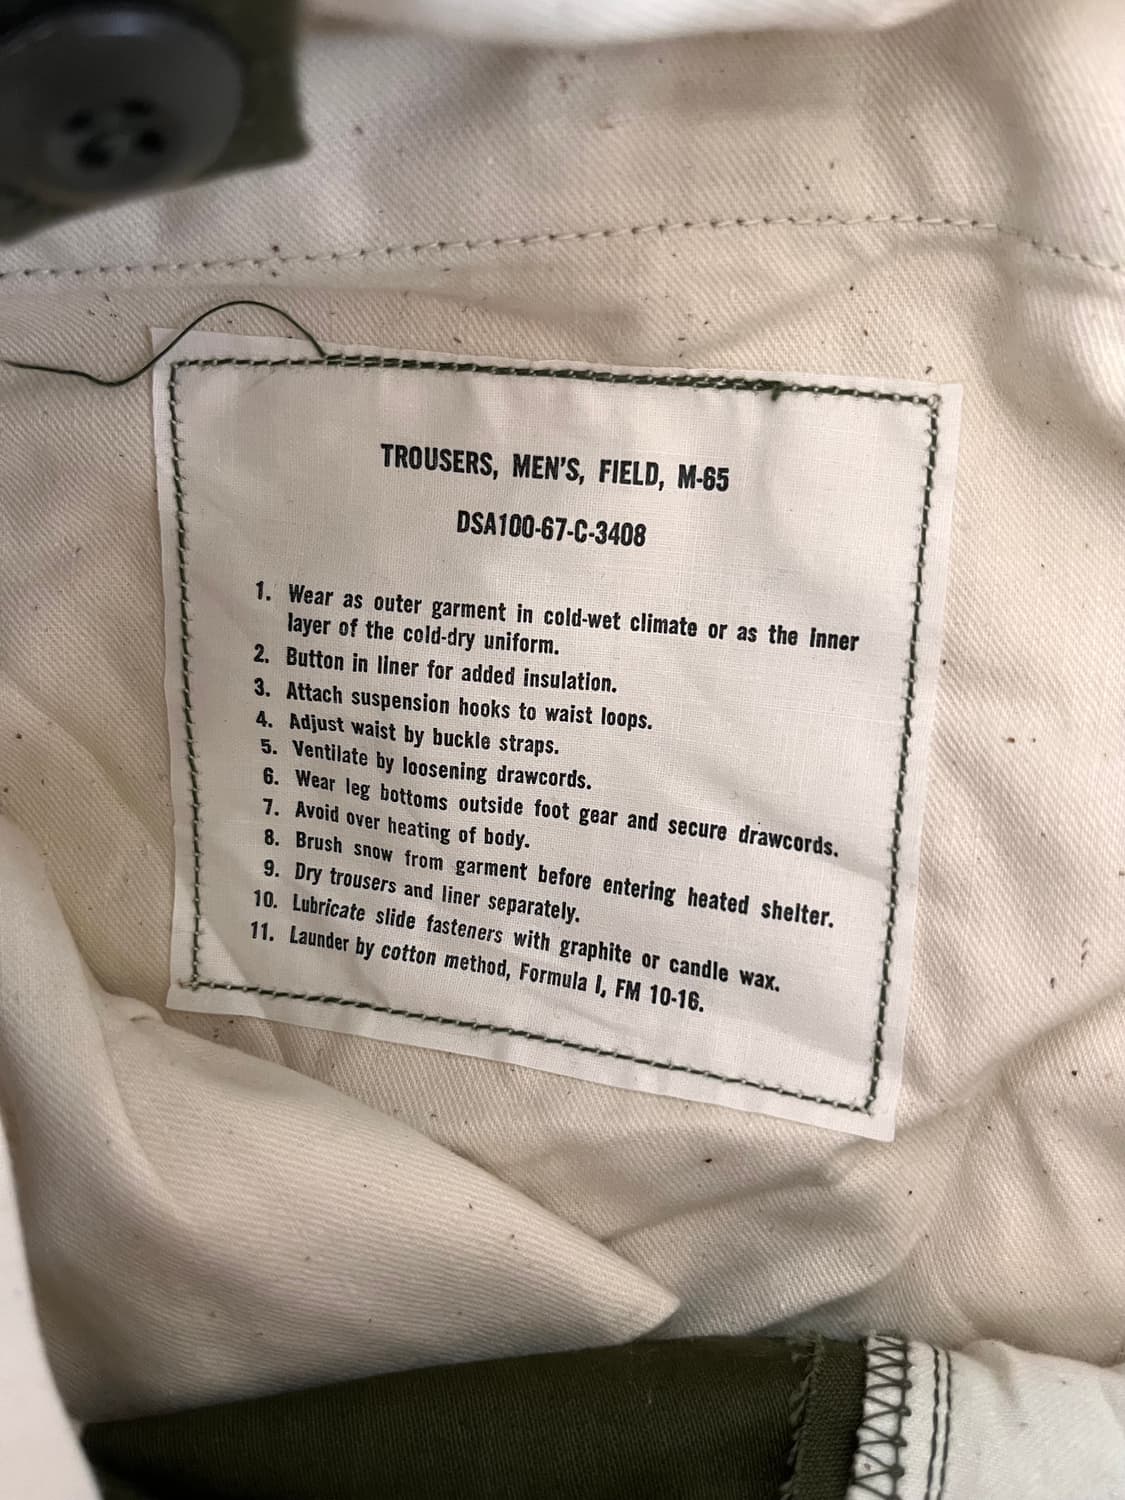 TROUSERS, MEN'S, FIELD, M-65
DSA100-67-C-3408
1. Wear as outer garment in cold-wet climate or as the inner
layer of the cold-dry uniform.
2. Button in liner for added insulation.
3. Attach suspension hooks to waist loops.
4. Adjust waist by buckle straps.
5. Ventilate by loosening drawcords.
6. Wear leg bottoms outside foot gear and secure drawcords.
7. Avoid over heating of body.
8. Brush snow from garment before entering heated shelter.
9. Dry trousers and liner separately.
10. Lubricate slide fasteners with graphite or candle wax.
11. Launder by cotton method, Formula I, FM 10-16.